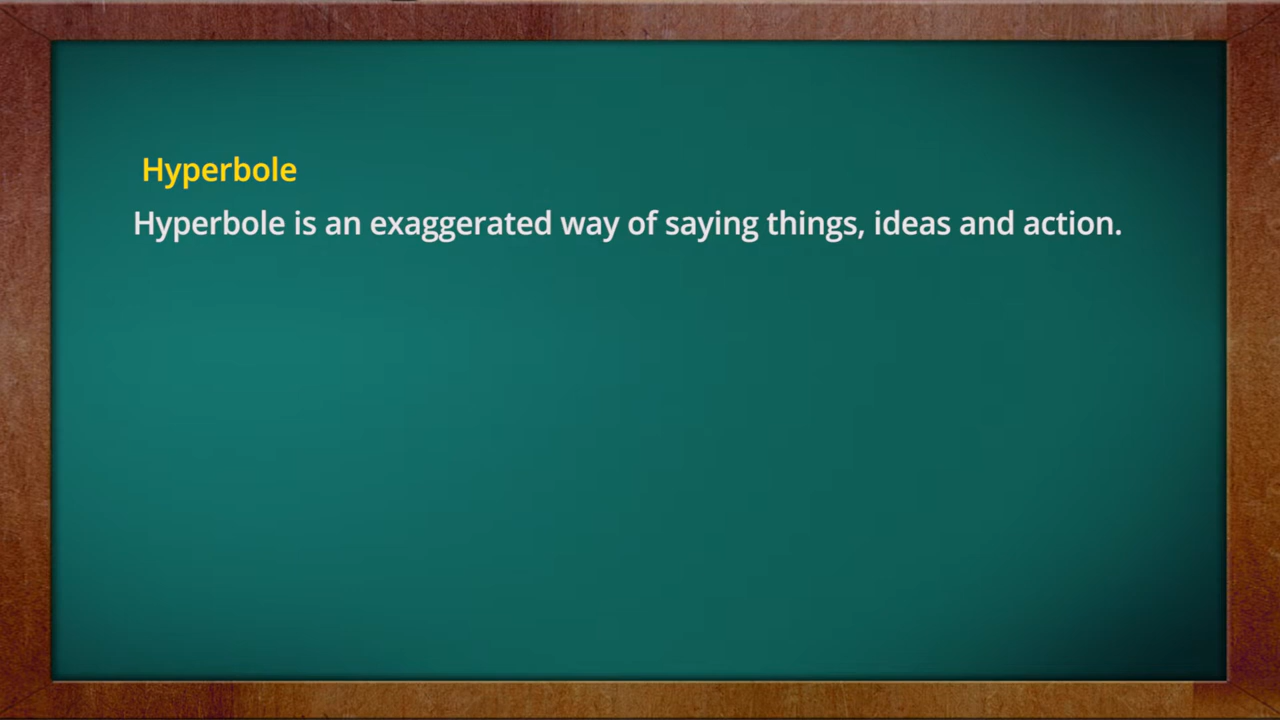 Hyperbole
Hyperbole is an exaggerated way of saying things, ideas and action.